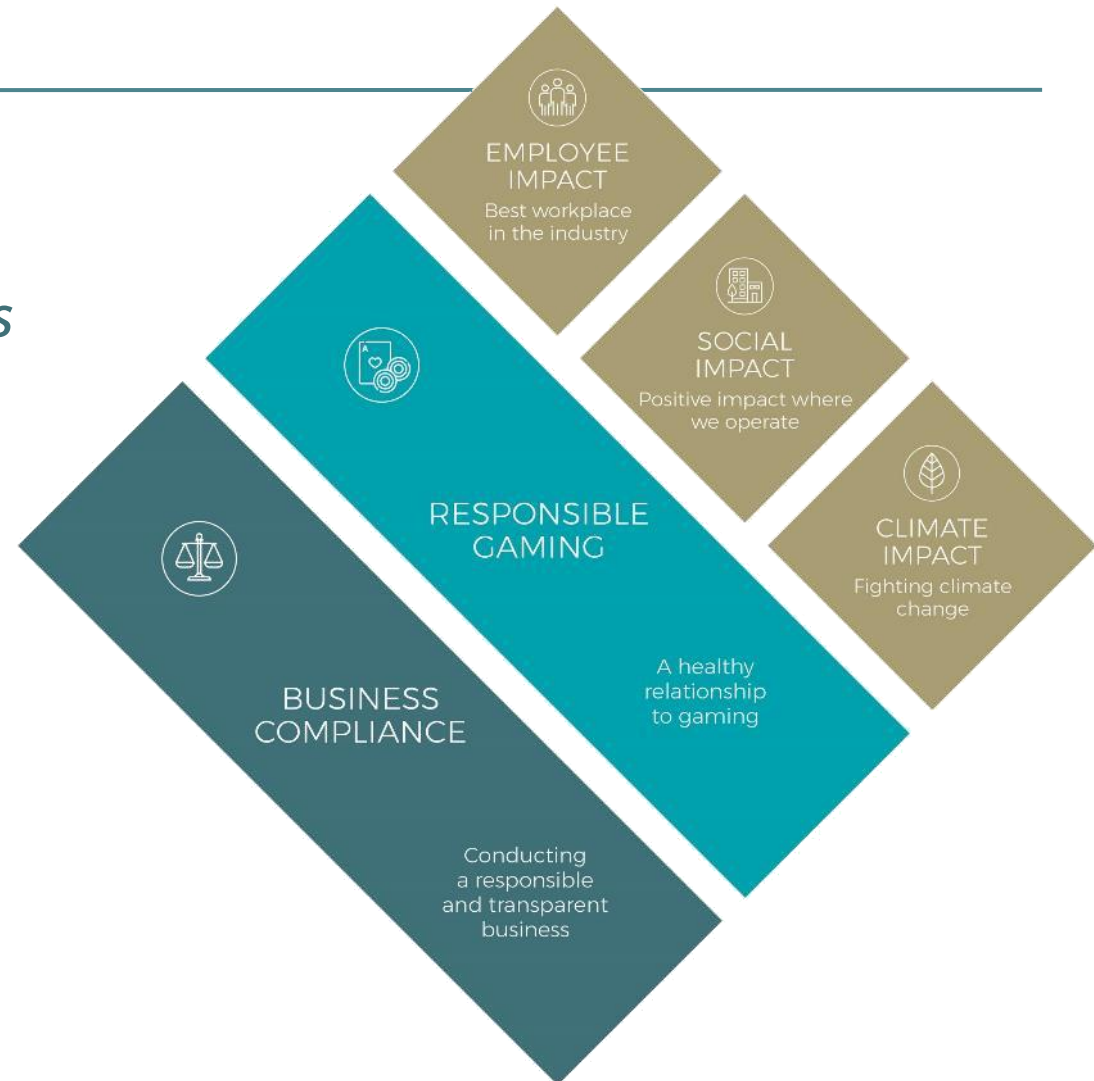 EMPLOYEE
IMPACT
Best workplace
in the industry
s
SOCIAL
IMPACT
Positive impact where
we operate
A
RESPONSIBLE
GAMING
A healthy
relationship
to gaming
CLIMATE
IMPACT
Fighting climate
change
BUSINESS
COMPLIANCE
Conducting
a responsible
and transparent
business